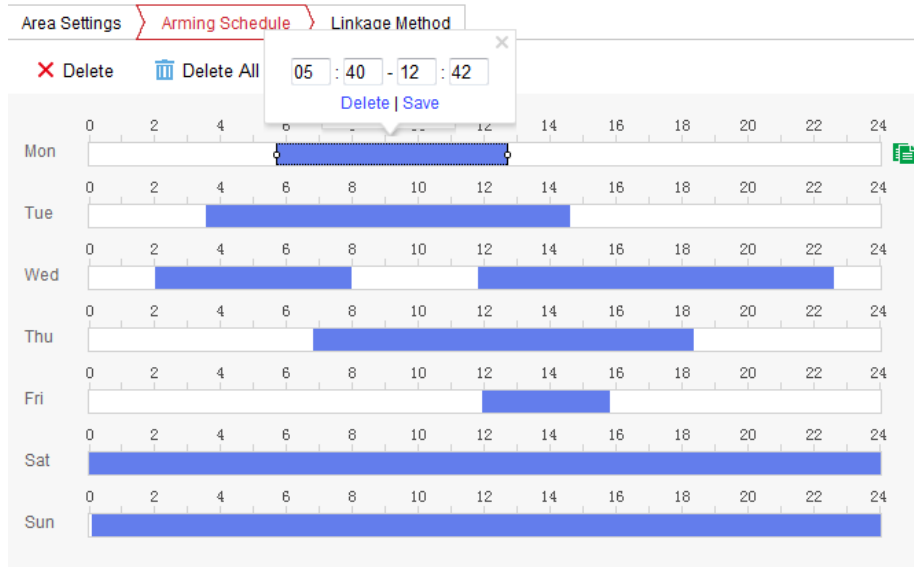 Area Settings Arming Schedule Linkage Method
Delete Delete All
05 : 40 - 12 : 42
Delete | Save
0 2 4 6 8 10 12 14 16 18 20 22 24
Mon
0 2 4 6 8 10 12 14 16 18 20 22 24
Tue
0 2 4 6 8 10 12 14 16 18 20 22 24
Wed
0 2 4 6 8 10 12 14 16 18 20 22 24
Thu
0 2 4 6 8 10 12 14 16 18 20 22 24
Fri
0 2 4 6 8 10 12 14 16 18 20 22 24
Sat
0 2 4 6 8 10 12 14 16 18 20 22 24
Sun